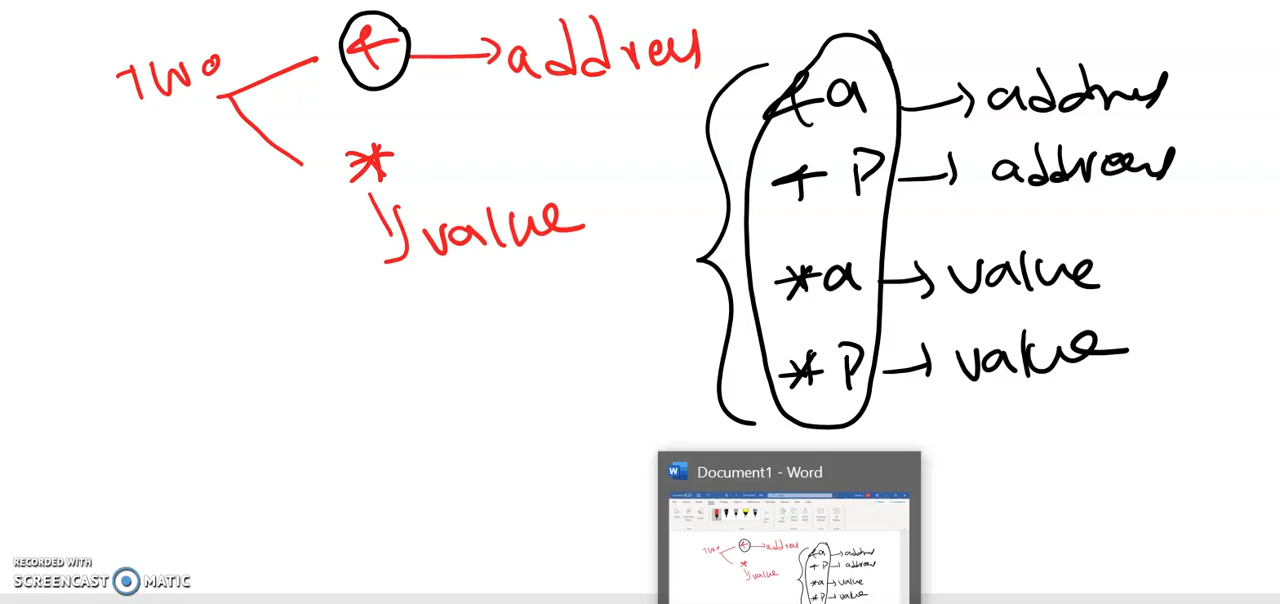 Two & → address
* → value
&a → address
& P → address
*a → value
*P → value
Document1 - Word
RECORDED WITH
SCREENCAST MATIC